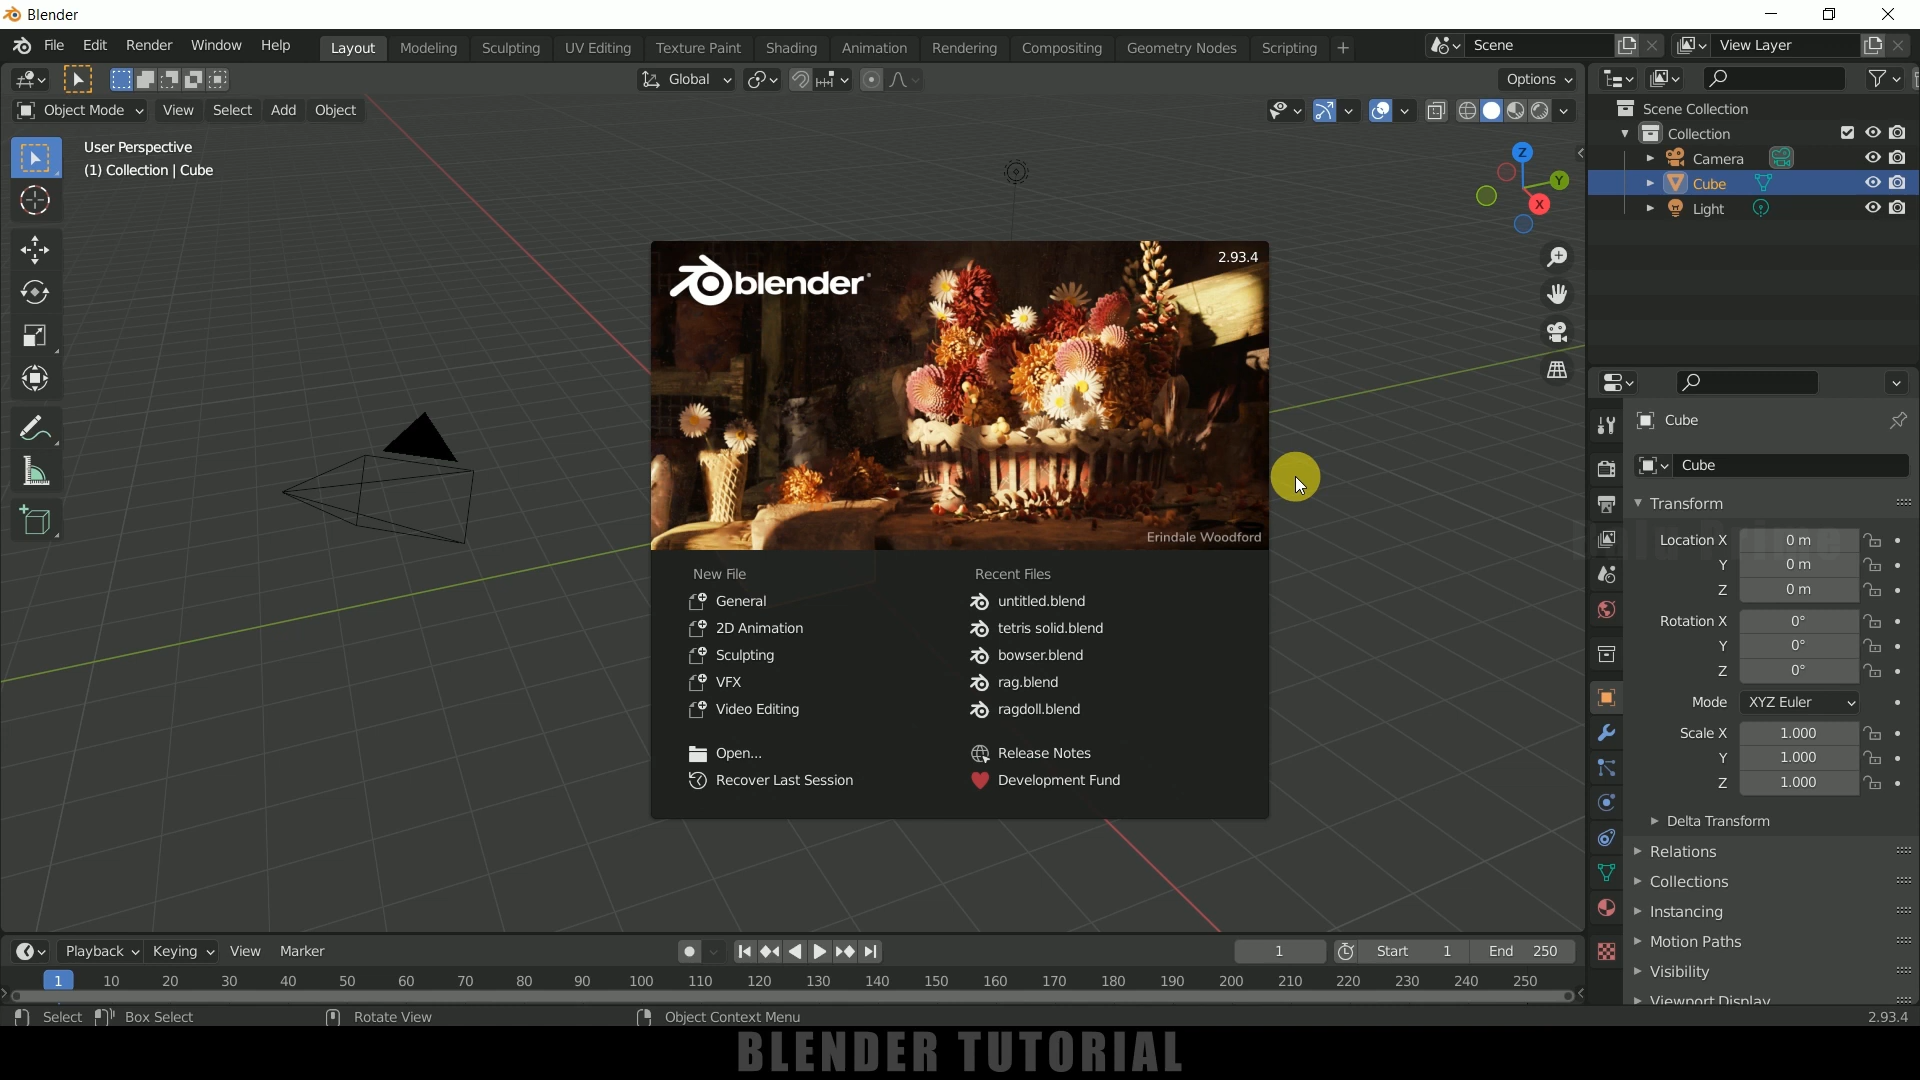 Blender
File Edit Render Window Help Layout Modeling Sculpting UV Editing Texture Paint Shading Animation Rendering Compositing Geometry Nodes Scripting + Scene View Layer
Global Options
Object Mode View Select Add Object
User Perspective
(1) Collection | Cube
Z
Y
X
Scene Collection
Collection
Camera
Cube
Light
blender
2.93.4
Erindale Woodford
New File
General
2D Animation
Sculpting
VFX
Video Editing
Open...
Recover Last Session
Recent Files
untitled.blend
tetris solid.blend
bowser.blend
rag.blend
ragdoll.blend
Release Notes
Development Fund
Cube
Cube
Transform
Location X 0 m
Y 0 m
Z 0 m
Rotation X 0°
Y 0°
Z 0°
Mode XYZ Euler
Scale X 1.000
Y 1.000
Z 1.000
Delta Transform
Relations
Collections
Instancing
Motion Paths
Visibility
Viewport Display
Playback Keying View Marker 1 Start 1 End 250
1 10 20 30 40 50 60 70 80 90 100 110 120 130 140 150 160 170 180 190 200 210 220 230 240 250
Select Box Select Rotate View Object Context Menu 2.93.4
BLENDER TUTORIAL